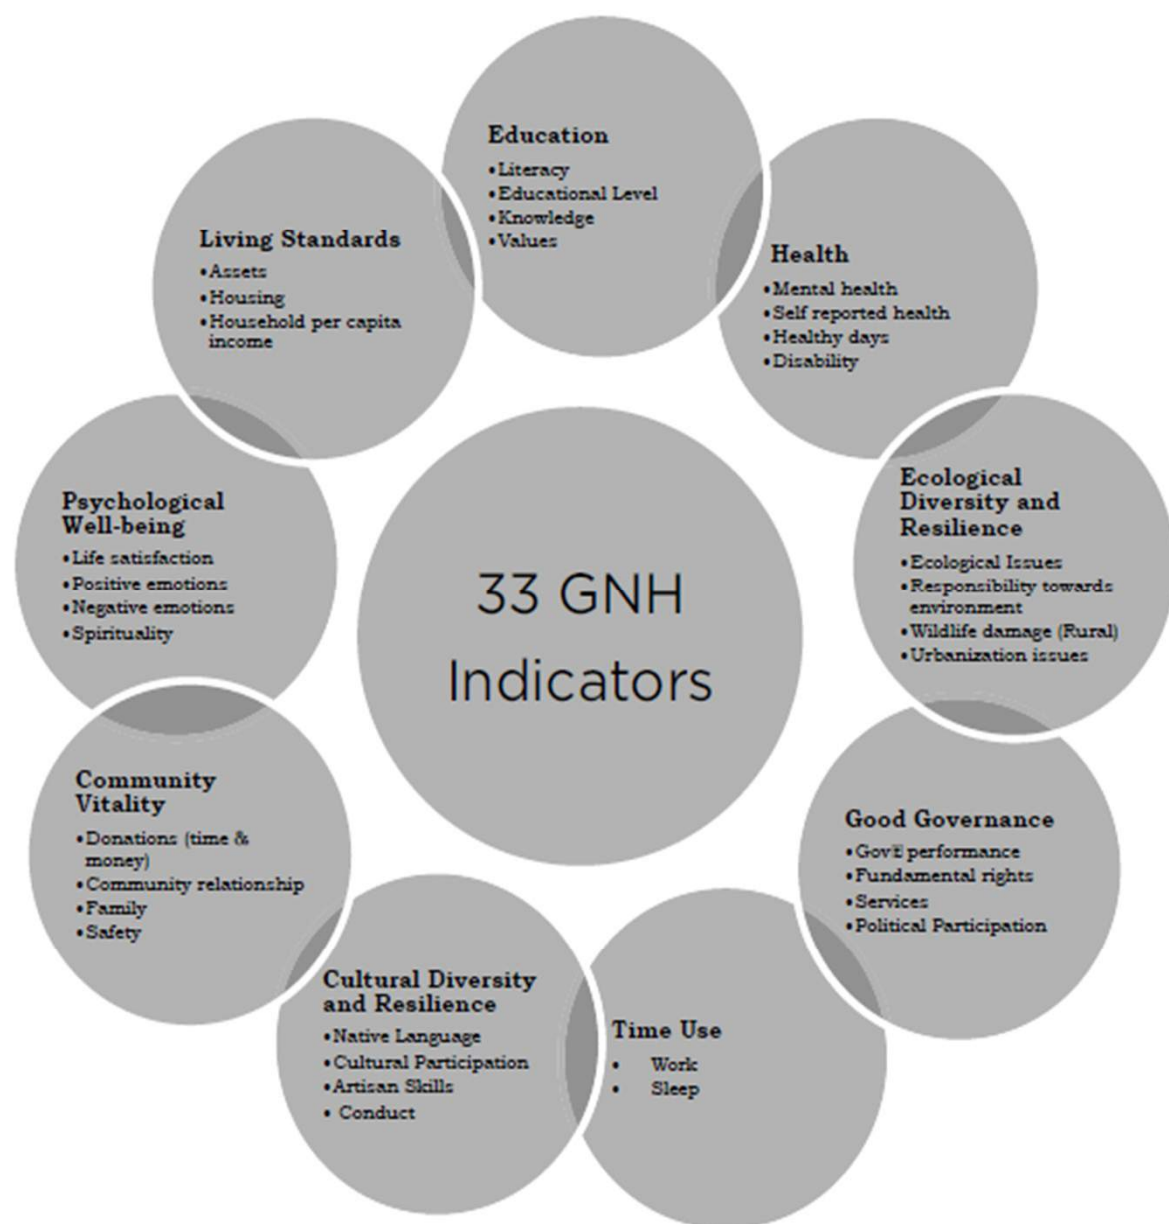 Education
•Literacy
•Educational Level
•Knowledge
•Values
Health
•Mental health
•Self reported health
•Healthy days
•Disability
Ecological
Diversity and
Resilience
•Ecological Issues
•Responsibility towards
environment
•Wildlife damage (Rural)
•Urbanization issues
Good Governance
• performance
•Fundamental rights
•Services
•Political Participation
Time Use
• Work
• Sleep
Cultural Diversity
and Resilience
•Native Language
•Cultural Participation
•Artisan Skills
• Conduct
Community
Vitality
•Donations (time &
money)
•Community relationship
•Family
•Safety
Psychological
Well-being
•Life satisfaction
•Positive emotions
•Negative emotions
•Spirituality
Living Standards
•Assets
•Housing
•Household per capita
income
33 GNH
Indicators